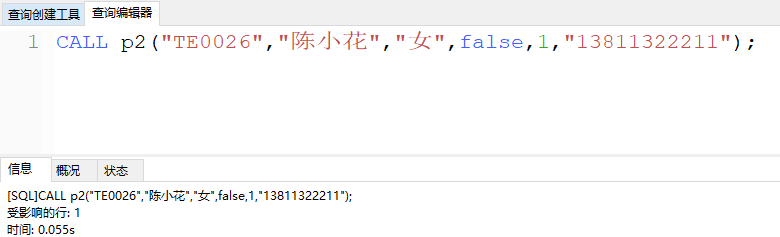 查询创建工具 查询编辑器
1 CALL p2("TE0026","陈小花","女",false,1,"13811322211");
信息 概况 状态
[SQL]CALL p2("TE0026","陈小花","女",false,1,"13811322211");
受影响的行: 1
时间: 0.055s